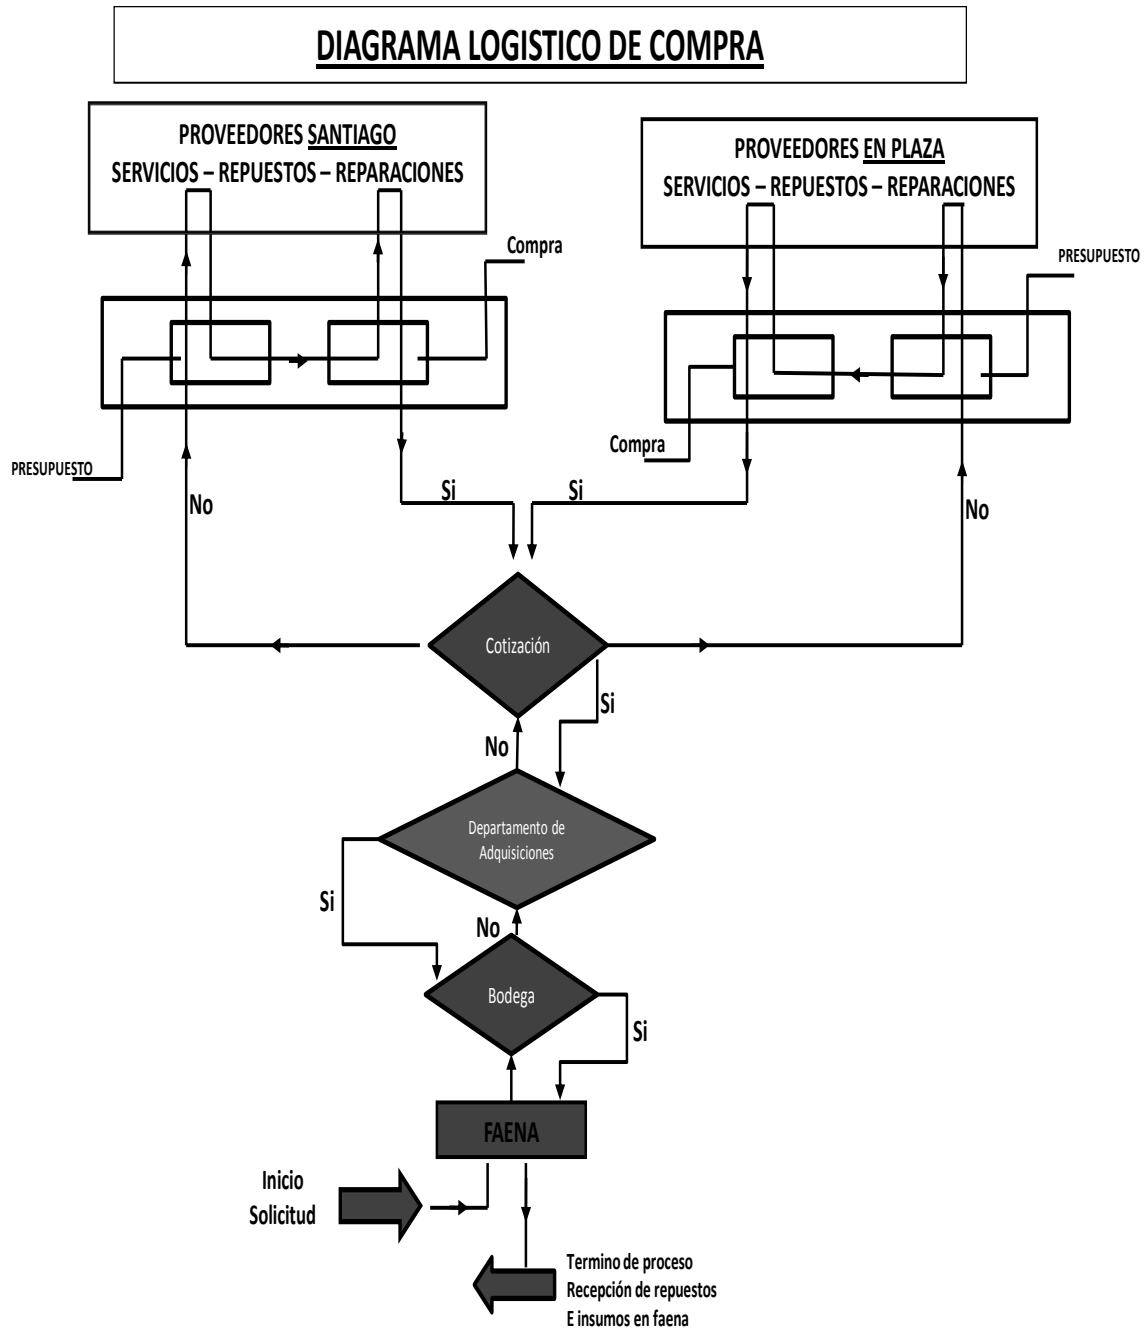 DIAGRAMA LOGISTICO DE COMPRA
PROVEEDORES SANTIAGO
SERVICIOS – REPUESTOS – REPARACIONES
PROVEEDORES EN PLAZA
SERVICIOS – REPUESTOS – REPARACIONES
Compra
PRESUPUESTO
PRESUPUESTO
Compra
No
Si
Si
No
Cotización
Si
No
Departamento de
Adquisiciones
Si
No
Bodega
Si
FAENA
Inicio
Solicitud
Termino de proceso
Recepción de repuestos
E insumos en faena